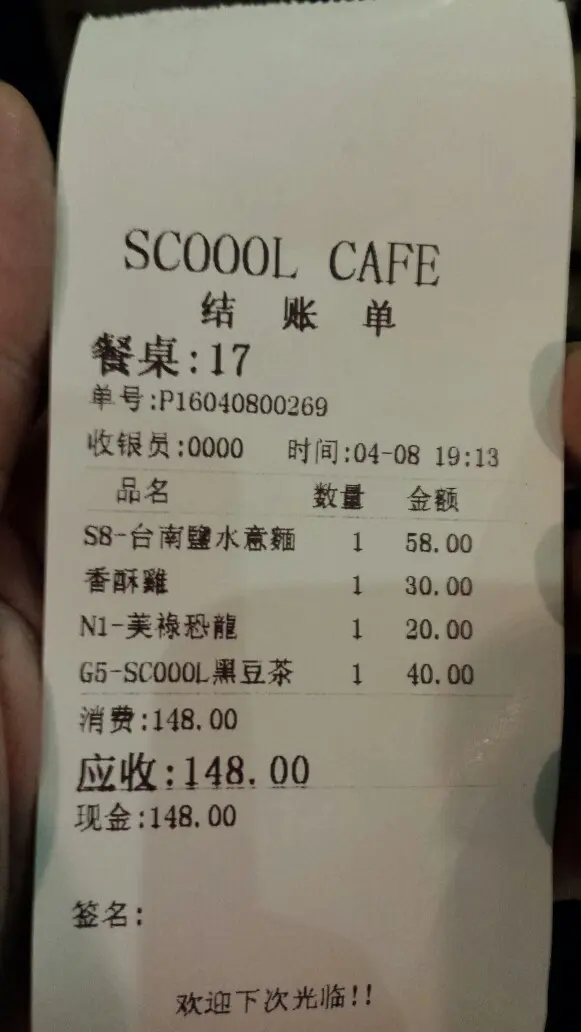 SCOOOL CAFE
结 账 单
餐桌:17
单号:P16040800269
收银员:0000 时间:04-08 19:13
品名 数量 金额
S8-台南鹽水意麵 1 58.00
香酥雞 1 30.00
N1-芙祿恐龍 1 20.00
G5-SCOOOL黑豆茶 1 40.00
消费:148.00
应收:148.00
现金:148.00
签名:
欢迎下次光临!!